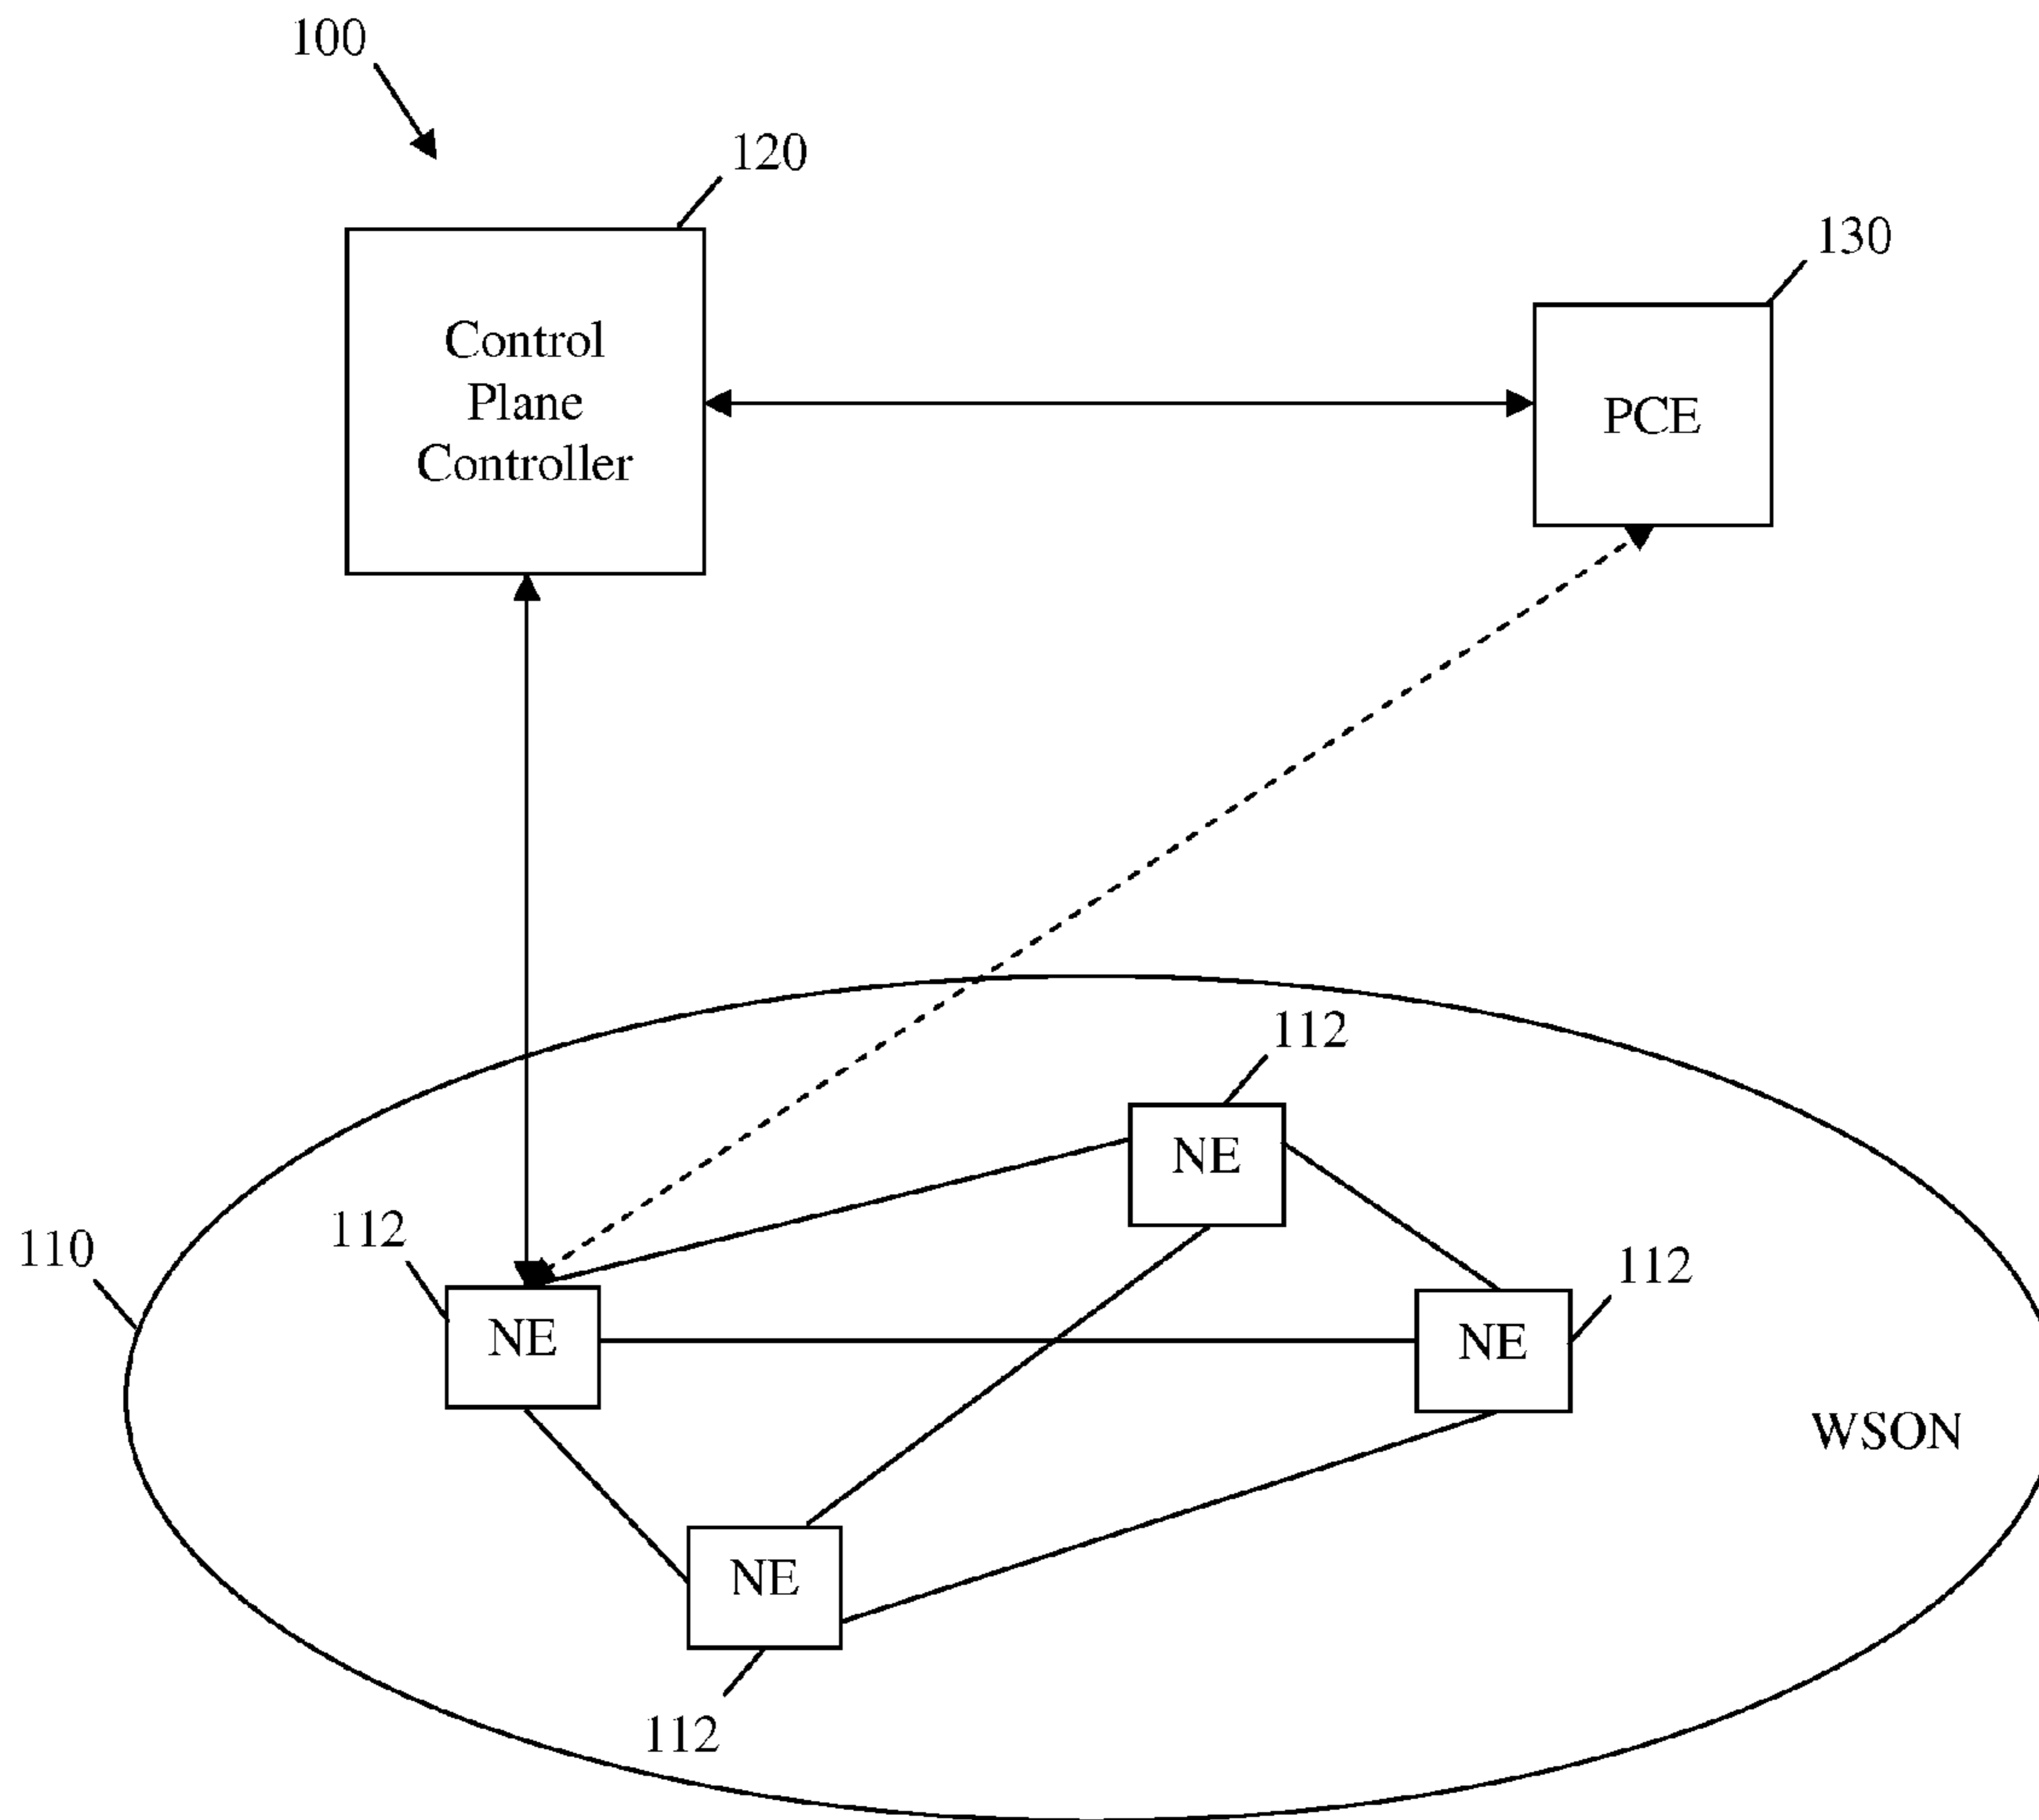 100
120
130
Control
Plane
Controller
PCE
112
NE
112
110
NE
112
NE
WSON
NE
112